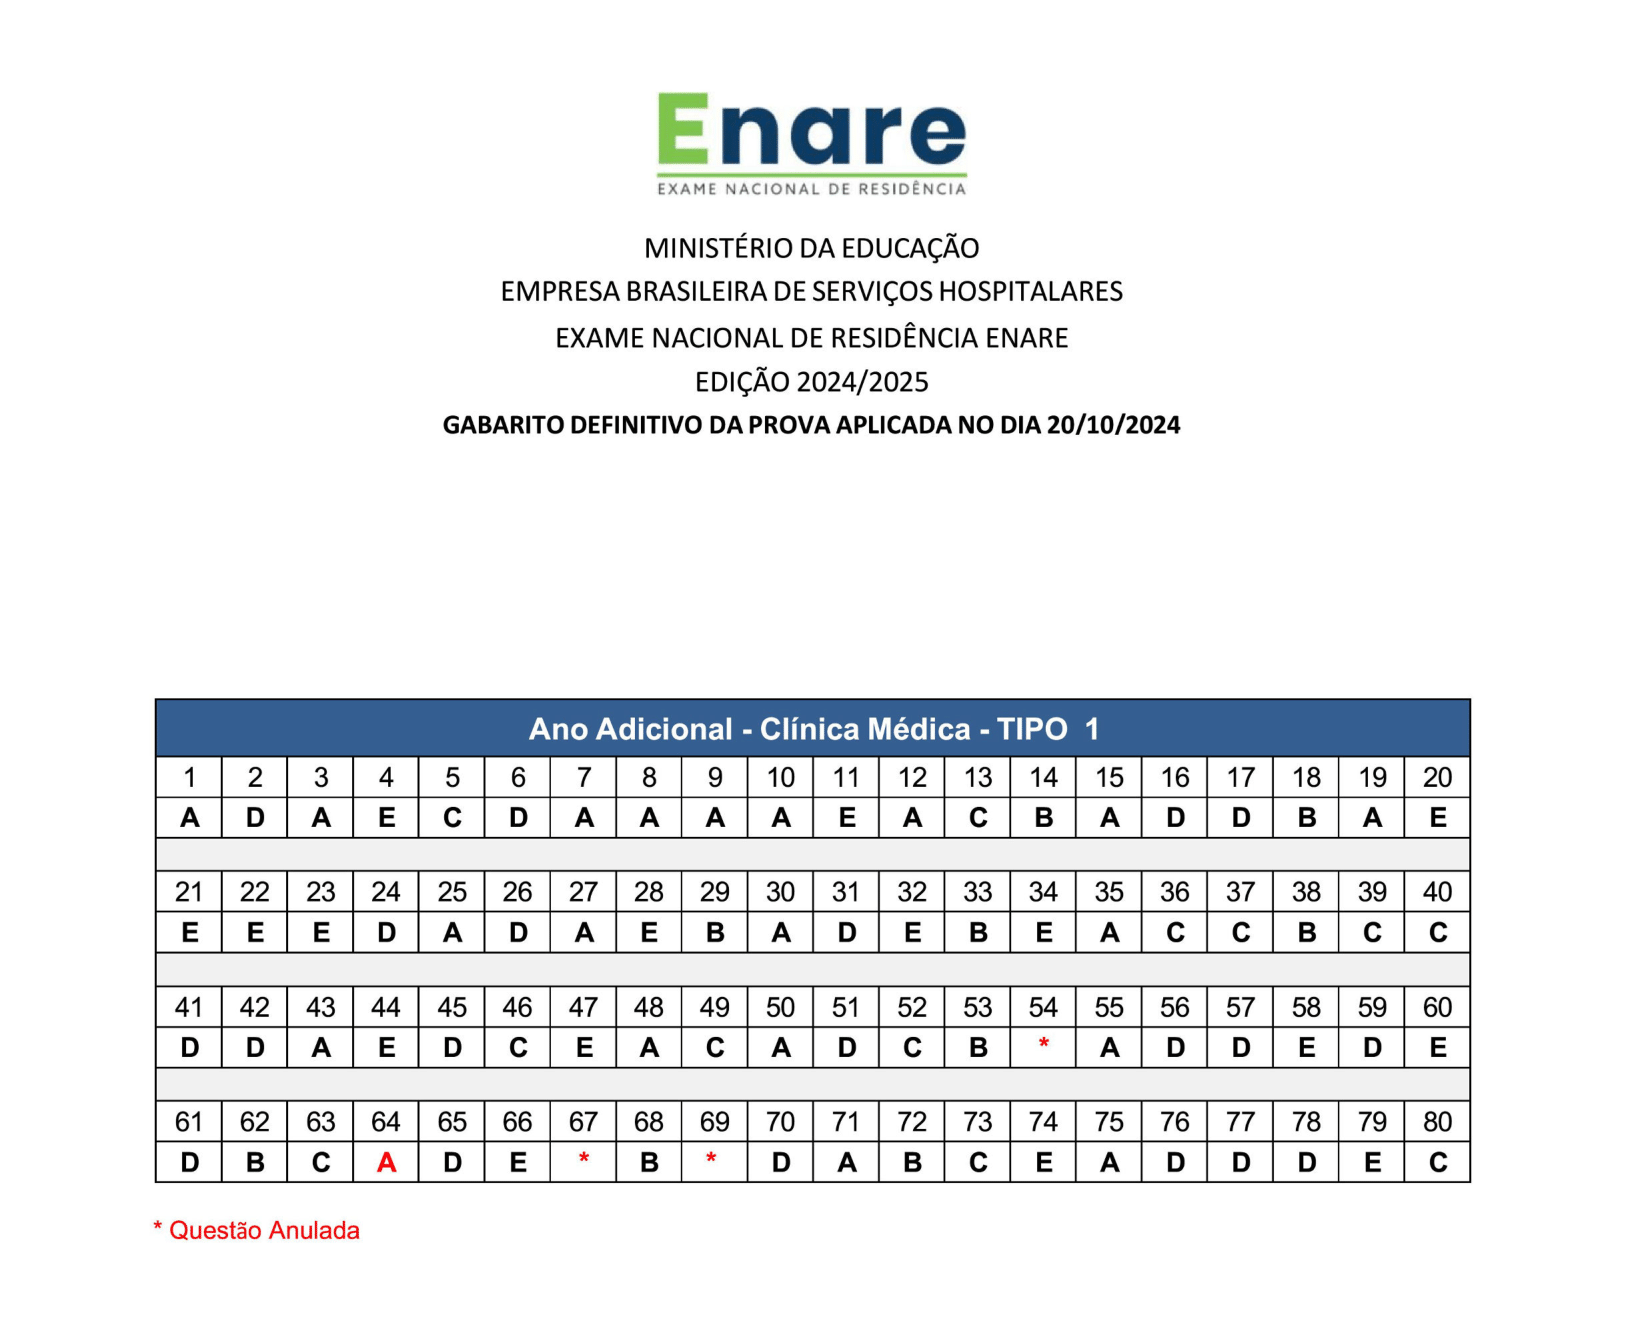 Enare
EXAME NACIONAL DE RESIDÊNCIA
MINISTÉRIO DA EDUCAÇÃO
EMPRESA BRASILEIRA DE SERVIÇOS HOSPITALARES
EXAME NACIONAL DE RESIDÊNCIA ENARE
EDIÇÃO 2024/2025
GABARITO DEFINITIVO DA PROVA APLICADA NO DIA 20/10/2024
Ano Adicional - Clínica Médica - TIPO 1
1 2 3 4 5 6 7 8 9 10 11 12 13 14 15 16 17 18 19 20
A D A E C D A A A A E A C B A D D B A E
21 22 23 24 25 26 27 28 29 30 31 32 33 34 35 36 37 38 39 40
E E E D A D A E B A D E B E A C C B C C
41 42 43 44 45 46 47 48 49 50 51 52 53 54 55 56 57 58 59 60
D D A E D C E A C A D C B * A D D E D E
61 62 63 64 65 66 67 68 69 70 71 72 73 74 75 76 77 78 79 80
D B C A D E * B * D A B C E A D D D E C
* Questão Anulada